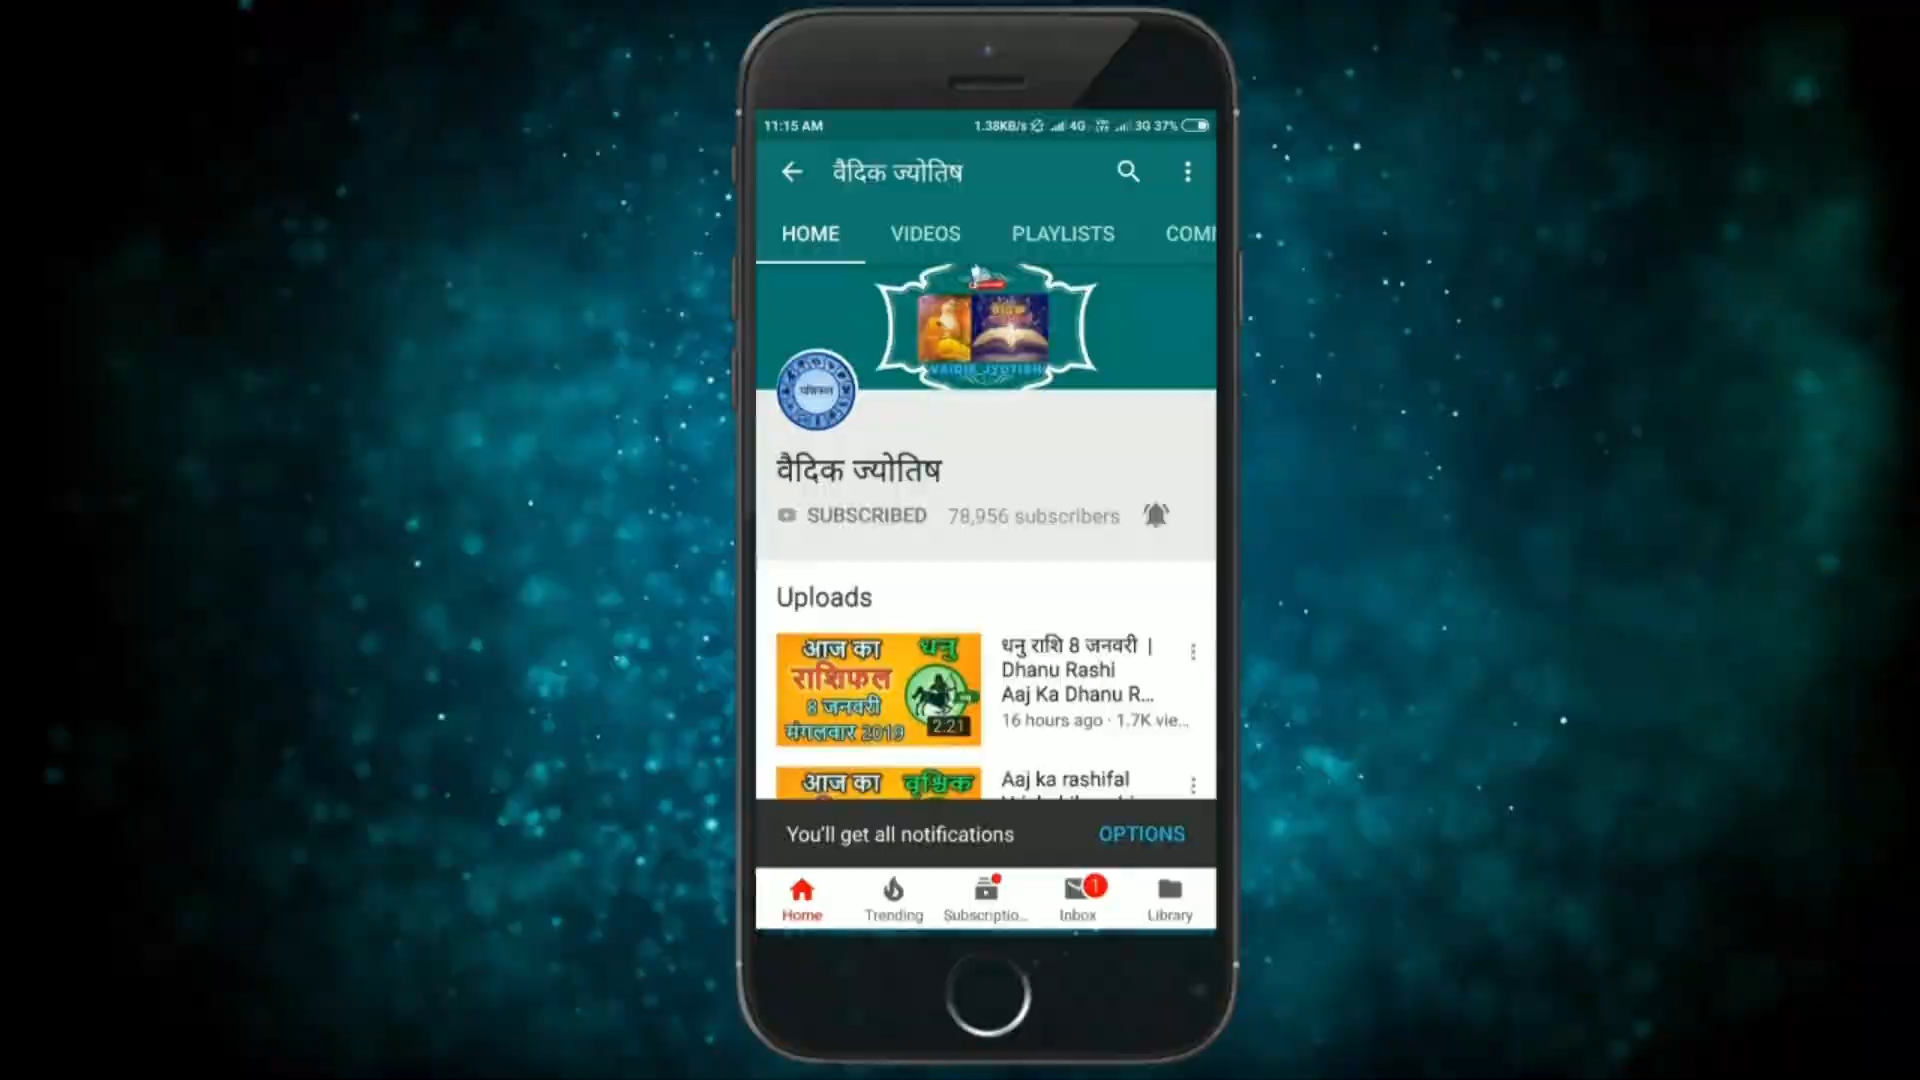 11:15 AM 1.38KB/s 4G 3G 37%
वैदिक ज्योतिष
HOME VIDEOS PLAYLISTS COM
VAIDIK JYOTISH
राशिफल
वैदिक ज्योतिष
SUBSCRIBED 78,956 subscribers
Uploads
आज का धनु
राशिफल
8 जनवरी
मंगलवार 2019
2:21
धनु राशि 8 जनवरी |
Dhanu Rashi
Aaj Ka Dhanu R...
16 hours ago · 1.7K vie...
आज का वृश्चिक
Aaj ka rashifal
You'll get all notifications OPTIONS
1
Home Trending Subscriptio... Inbox Library